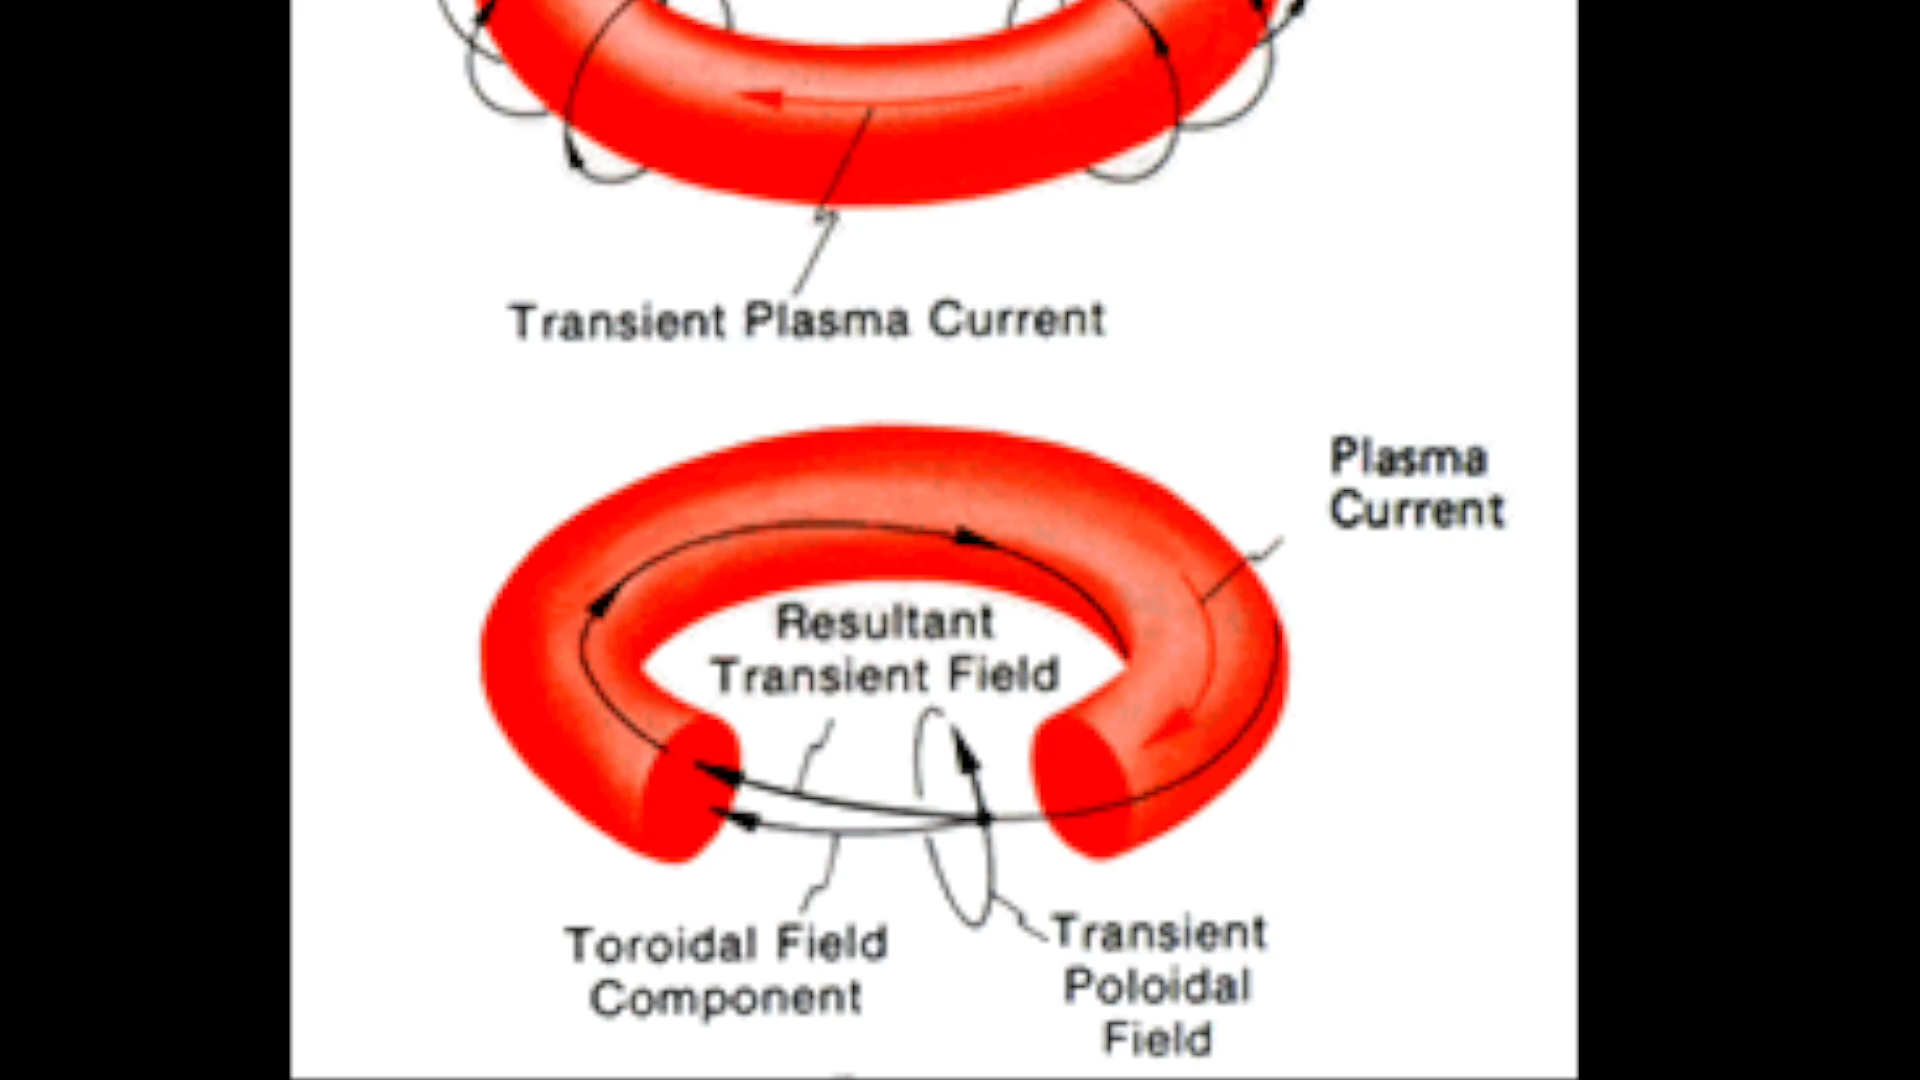 Transient Plasma Current
Plasma
Current
Resultant
Transient Field
Toroidal Field
Component
Transient
Poloidal
Field